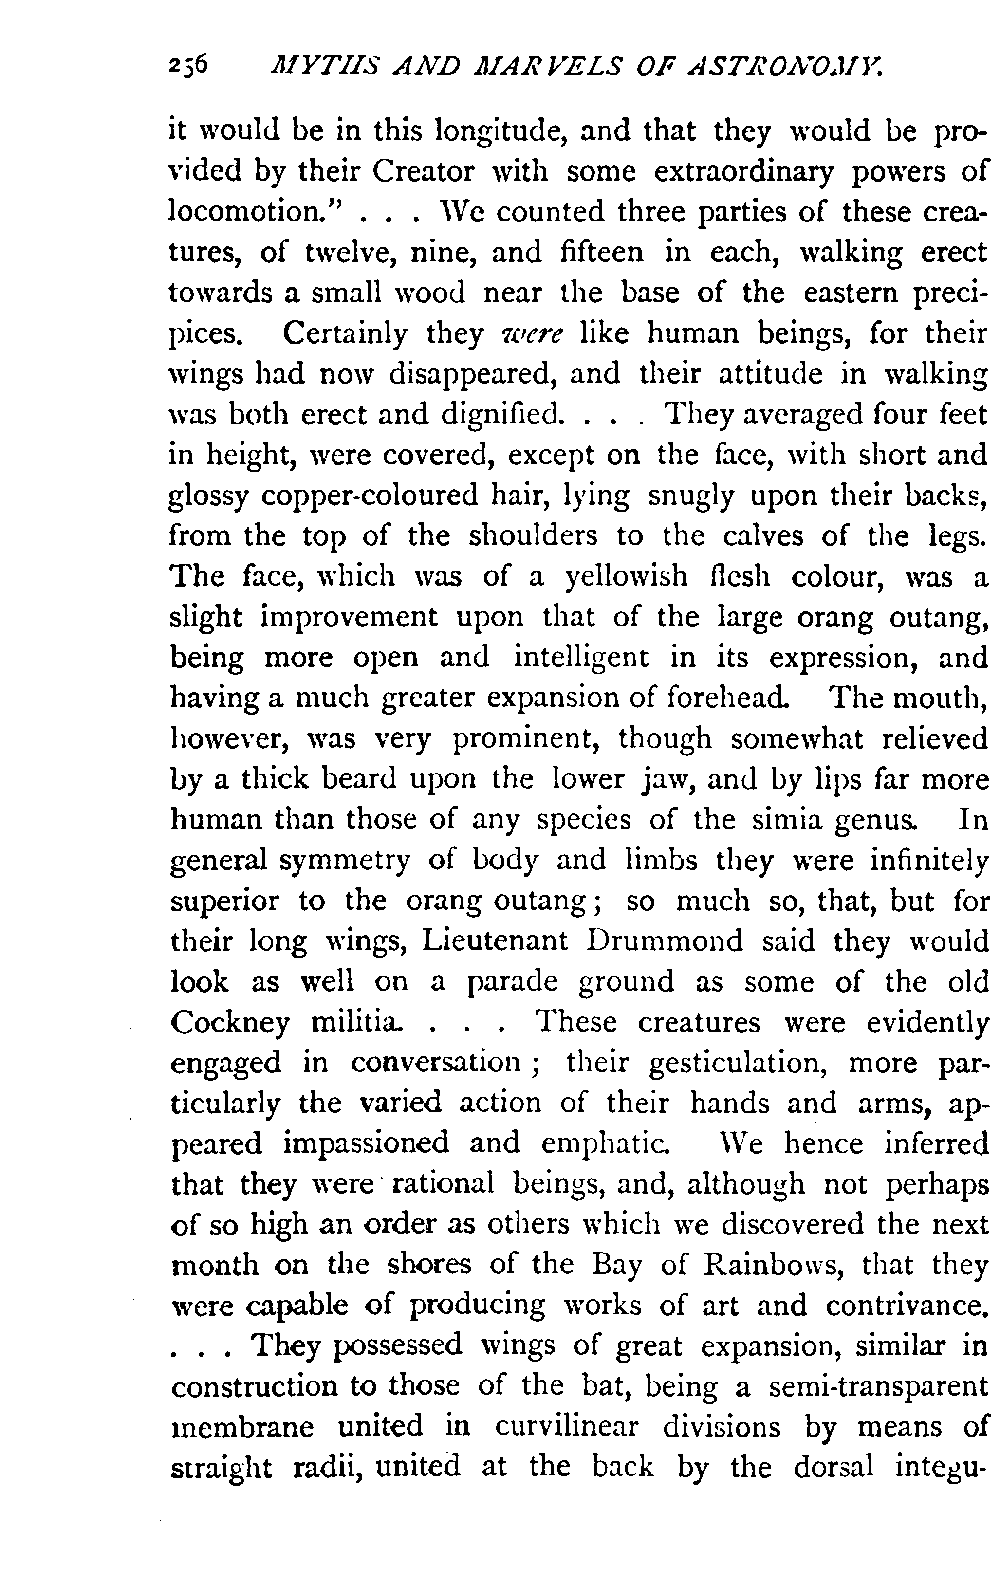 256 MYTHS AND MARVELS OF ASTRONOMY.
it would be in this longitude, and that they would be pro-
vided by their Creator with some extraordinary powers of
locomotion.” . . . We counted three parties of these crea-
tures, of twelve, nine, and fifteen in each, walking erect
towards a small wood near the base of the eastern preci-
pices. Certainly they were like human beings, for their
wings had now disappeared, and their attitude in walking
was both erect and dignified. . . . They averaged four feet
in height, were covered, except on the face, with short and
glossy copper-coloured hair, lying snugly upon their backs,
from the top of the shoulders to the calves of the legs.
The face, which was of a yellowish flesh colour, was a
slight improvement upon that of the large orang outang,
being more open and intelligent in its expression, and
having a much greater expansion of forehead. The mouth,
however, was very prominent, though somewhat relieved
by a thick beard upon the lower jaw, and by lips far more
human than those of any species of the simia genus. In
general symmetry of body and limbs they were infinitely
superior to the orang outang; so much so, that, but for
their long wings, Lieutenant Drummond said they would
look as well on a parade ground as some of the old
Cockney militia. . . . These creatures were evidently
engaged in conversation; their gesticulation, more par-
ticularly the varied action of their hands and arms, ap-
peared impassioned and emphatic. We hence inferred
that they were rational beings, and, although not perhaps
of so high an order as others which we discovered the next
month on the shores of the Bay of Rainbows, that they
were capable of producing works of art and contrivance.
. . . They possessed wings of great expansion, similar in
construction to those of the bat, being a semi-transparent
membrane united in curvilinear divisions by means of
straight radii, united at the back by the dorsal integu-